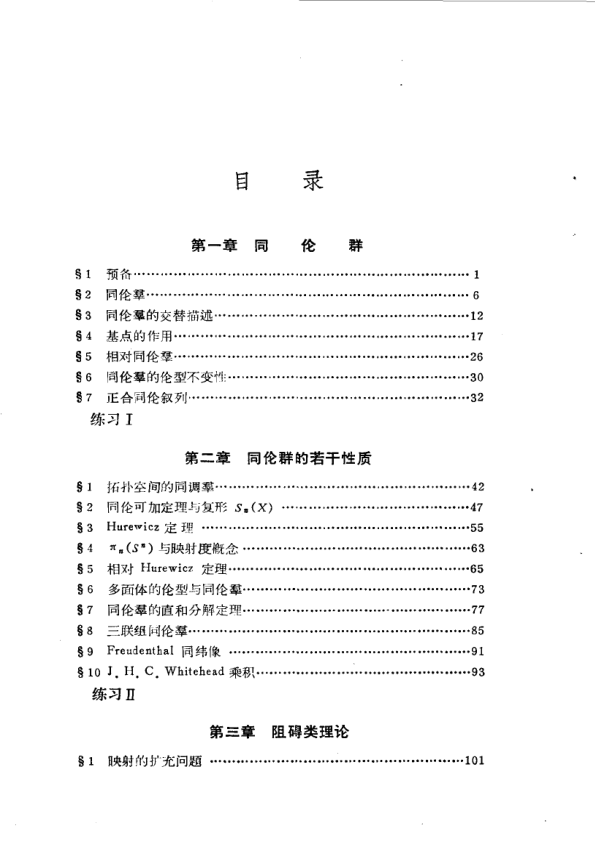 目 录
第一章 同 伦 群
§1 预备……1
§2 同伦羣……6
§3 同伦羣的交替描述……12
§4 基点的作用……17
§5 相对同伦羣……26
§6 同伦羣的伦型不变性……30
§7 正合同伦叙列……32
练习Ⅰ
第二章 同伦群的若干性质
§1 拓扑空间的同调羣……42
§2 同伦可加定理与复形 Sₙ(X)……47
§3 Hurewicz 定理……55
§4 πₙ(Sⁿ)与映射度概念……63
§5 相对 Hurewicz 定理……65
§6 多面体的伦型与同伦羣……73
§7 同伦羣的直和分解定理……77
§8 三联组同伦羣……85
§9 Freudenthal 同纬像……91
§10 J. H. C. Whitehead 乘积……93
练习Ⅱ
第三章 阻碍类理论
§1 映射的扩充问题……101